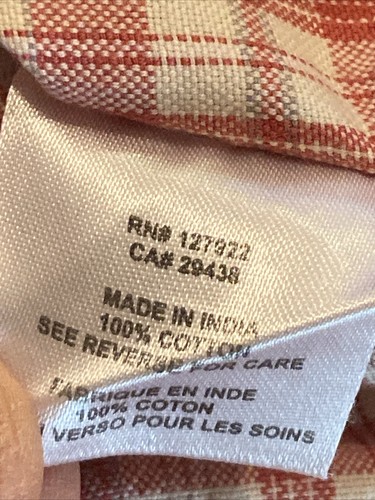 RN# 127922
CA# 29438
MADE IN INDIA
100% COTTON
SEE REVERSE FOR CARE
FABRIQUE EN INDE
100% COTON
VERSO POUR LES SOINS